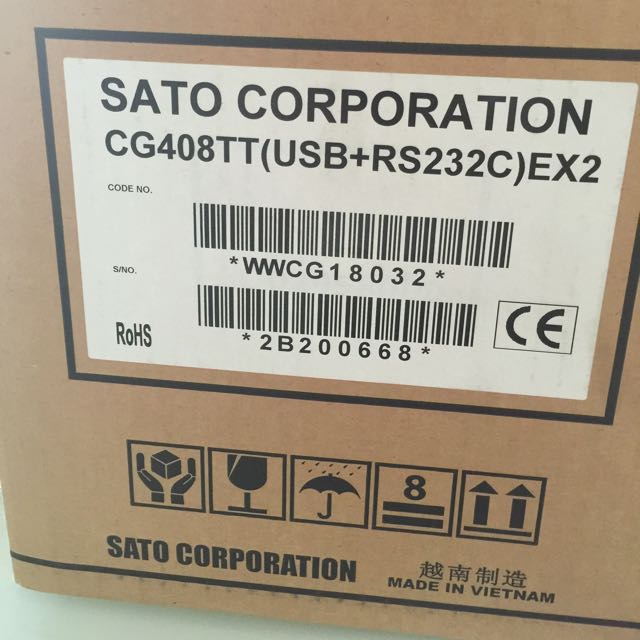 SATO CORPORATION
CG408TT(USB+RS232C)EX2
CODE NO.
*WWCG18032*
S/NO.
*2B200668*
RoHS
CE
8
SATO CORPORATION
越南制造
MADE IN VIETNAM